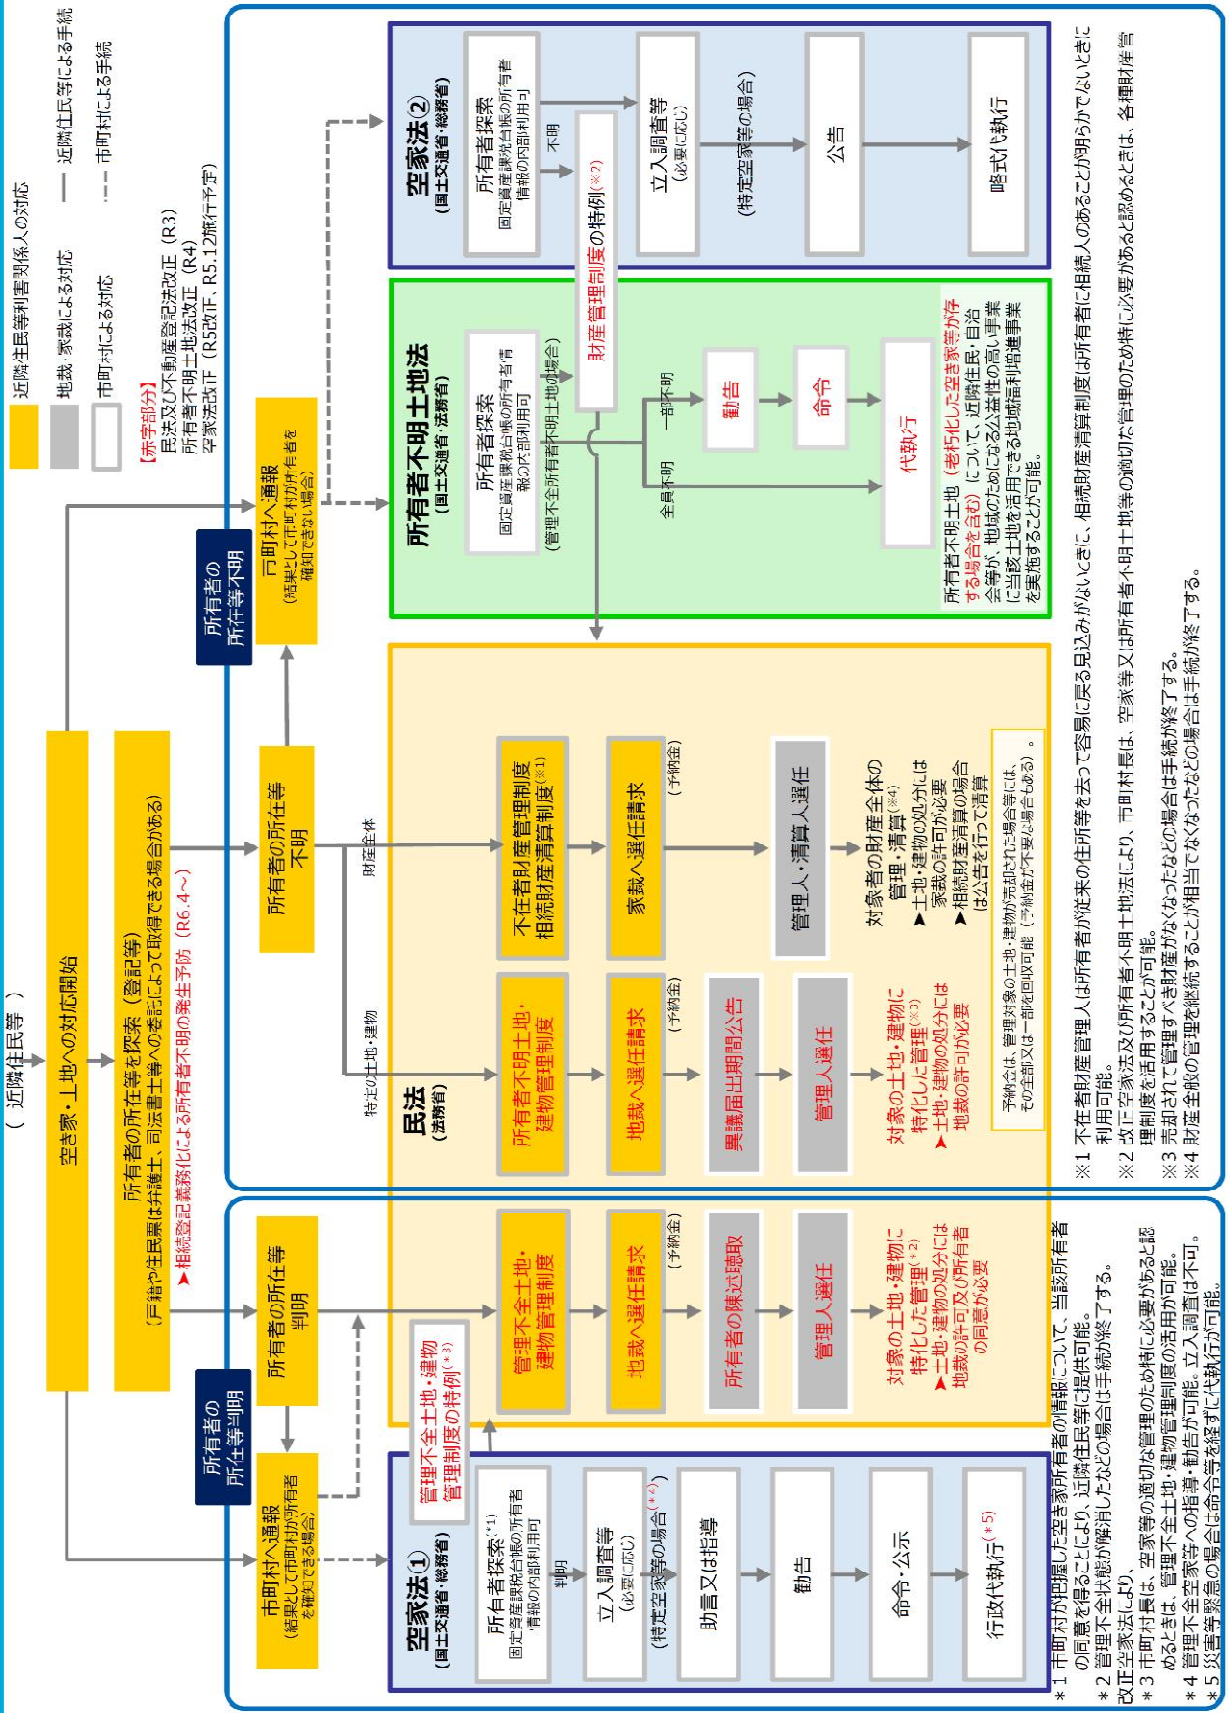 ( 近隣住民等 )
近隣住民等利害関係人の対応
地裁・家裁による対応
市町村による対応
近隣住民等による手続
市町村による手続
【赤字部分】
民法及び不動産登記法改正（R3）
所有者不明土地法改正（R4）
空家法改正（R5改正、R5.12施行予定）
空き家・土地への対応開始
所有者の所在等を探索（登記等）
（戸籍や住民票は弁護士、司法書士等への委託によって取得できる場合がある）
➤相続登記義務化による所有者不明の発生予防（R6.4～）
所有者の
所在等判明
市町村へ通報
（結果として市町村が所有者
を確知できる場合）
所有者の所在等
判明
所有者の所在等
不明
所有者の
所在等不明
市町村へ通報
（結果として市町村が所有者を
確知できない場合）
空家法①
(国土交通省・総務省)
所有者探索(*1)
固定資産課税台帳の所有者
情報の内部利用可
判明
立入調査等
(必要に応じ)
(特定空家等の場合(*4))
助言又は指導
勧告
命令・公示
行政代執行(*5)
管理不全土地・建物
管理制度の特例(*3)
民法
(法務省)
管理不全土地・
建物管理制度
地裁へ選任請求
(予納金)
所有者の陳述聴取
管理人選任
対象の土地・建物に
特化した管理(*2)
➤土地・建物の処分には
地裁の許可及び所有者
の同意が必要
特定の土地・建物
所有者不明土地・
建物管理制度
地裁へ選任請求
(予納金)
異議届出期間公告
管理人選任
対象の土地・建物に
特化した管理(※3)
➤土地・建物の処分には
地裁の許可が必要
財産全体
不在者財産管理制度
相続財産清算制度(※1)
家裁へ選任請求
(予納金)
管理人・清算人選任
対象者の財産全体の
管理・清算(※4)
➤土地・建物の処分には
家裁の許可が必要
➤相続財産清算の場合
は公告を行って清算
予納金は、管理対象の土地・建物が売却された場合等には、
その全部又は一部を回収可能（予納金が不要な場合もある）。
所有者不明土地法
(国土交通省・法務省)
所有者探索
固定資産課税台帳の所有者情
報の内部利用可
(管理不全所有者不明土地の場合)
全員不明
一部不明
勧告
命令
代執行
所有者不明土地（老朽化した空き家等が存
する場合を含む）について、近隣住民・自治
会等が、地域のためになる公益性の高い事業
に当該土地を活用できる地域福利増進事業
を実施することが可能。
財産管理制度の特例(※2)
空家法②
(国土交通省・総務省)
所有者探索
固定資産課税台帳の所有者
情報の内部利用可
不明
立入調査等
(必要に応じ)
(特定空家等の場合)
公告
略式代執行
*1 市町村が把握した空き家所有者の情報について、当該所有者
の同意を得ることにより、近隣住民等に提供可能。
*2 管理不全状態が解消したなどの場合は手続が終了する。
改正空家法により、
*3 市町村長は、空家等の適切な管理のため特に必要があると認
めるときは、管理不全土地・建物管理制度の活用が可能。
*4 管理不全空家等への指導・勧告が可能。立入調査は不可。
*5 災害等緊急の場合は命令等を経ずに代執行が可能。
※1 不在者財産管理人は所有者が従来の住所等を去って容易に戻る見込みがないときに、相続財産清算制度は所有者に相続人のあることが明らかでないときに
利用可能。
※2 改正空家法及び所有者不明土地法により、市町村長は、空家等又は所有者不明土地等の適切な管理のため特に必要があると認めるときは、各種財産管
理制度を活用することが可能。
※3 売却されて管理すべき財産がなくなったなどの場合は手続が終了する。
※4 財産全般の管理を継続することが相当でなくなったなどの場合は手続が終了する。